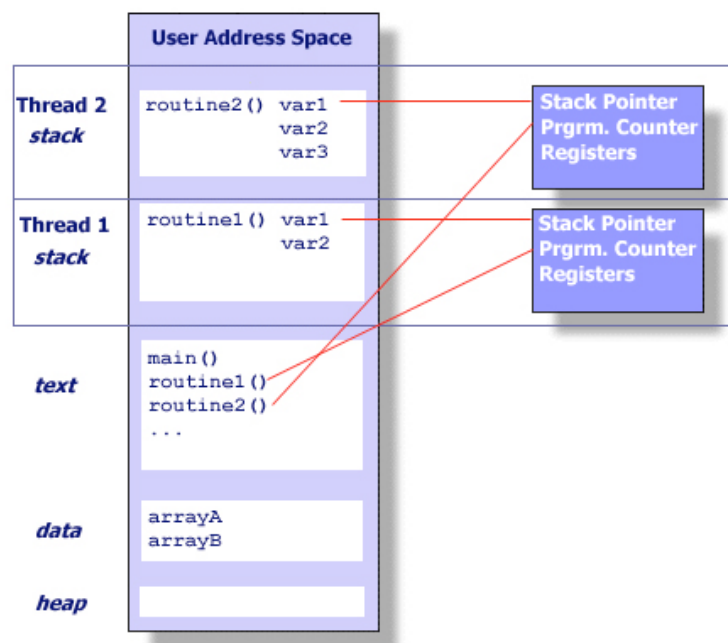 User Address Space
Thread 2
stack
routine2() var1
var2
var3
Stack Pointer
Prgrm. Counter
Registers
Thread 1
stack
routine1() var1
var2
Stack Pointer
Prgrm. Counter
Registers
text
main()
routine1()
routine2()
...
data
arrayA
arrayB
heap